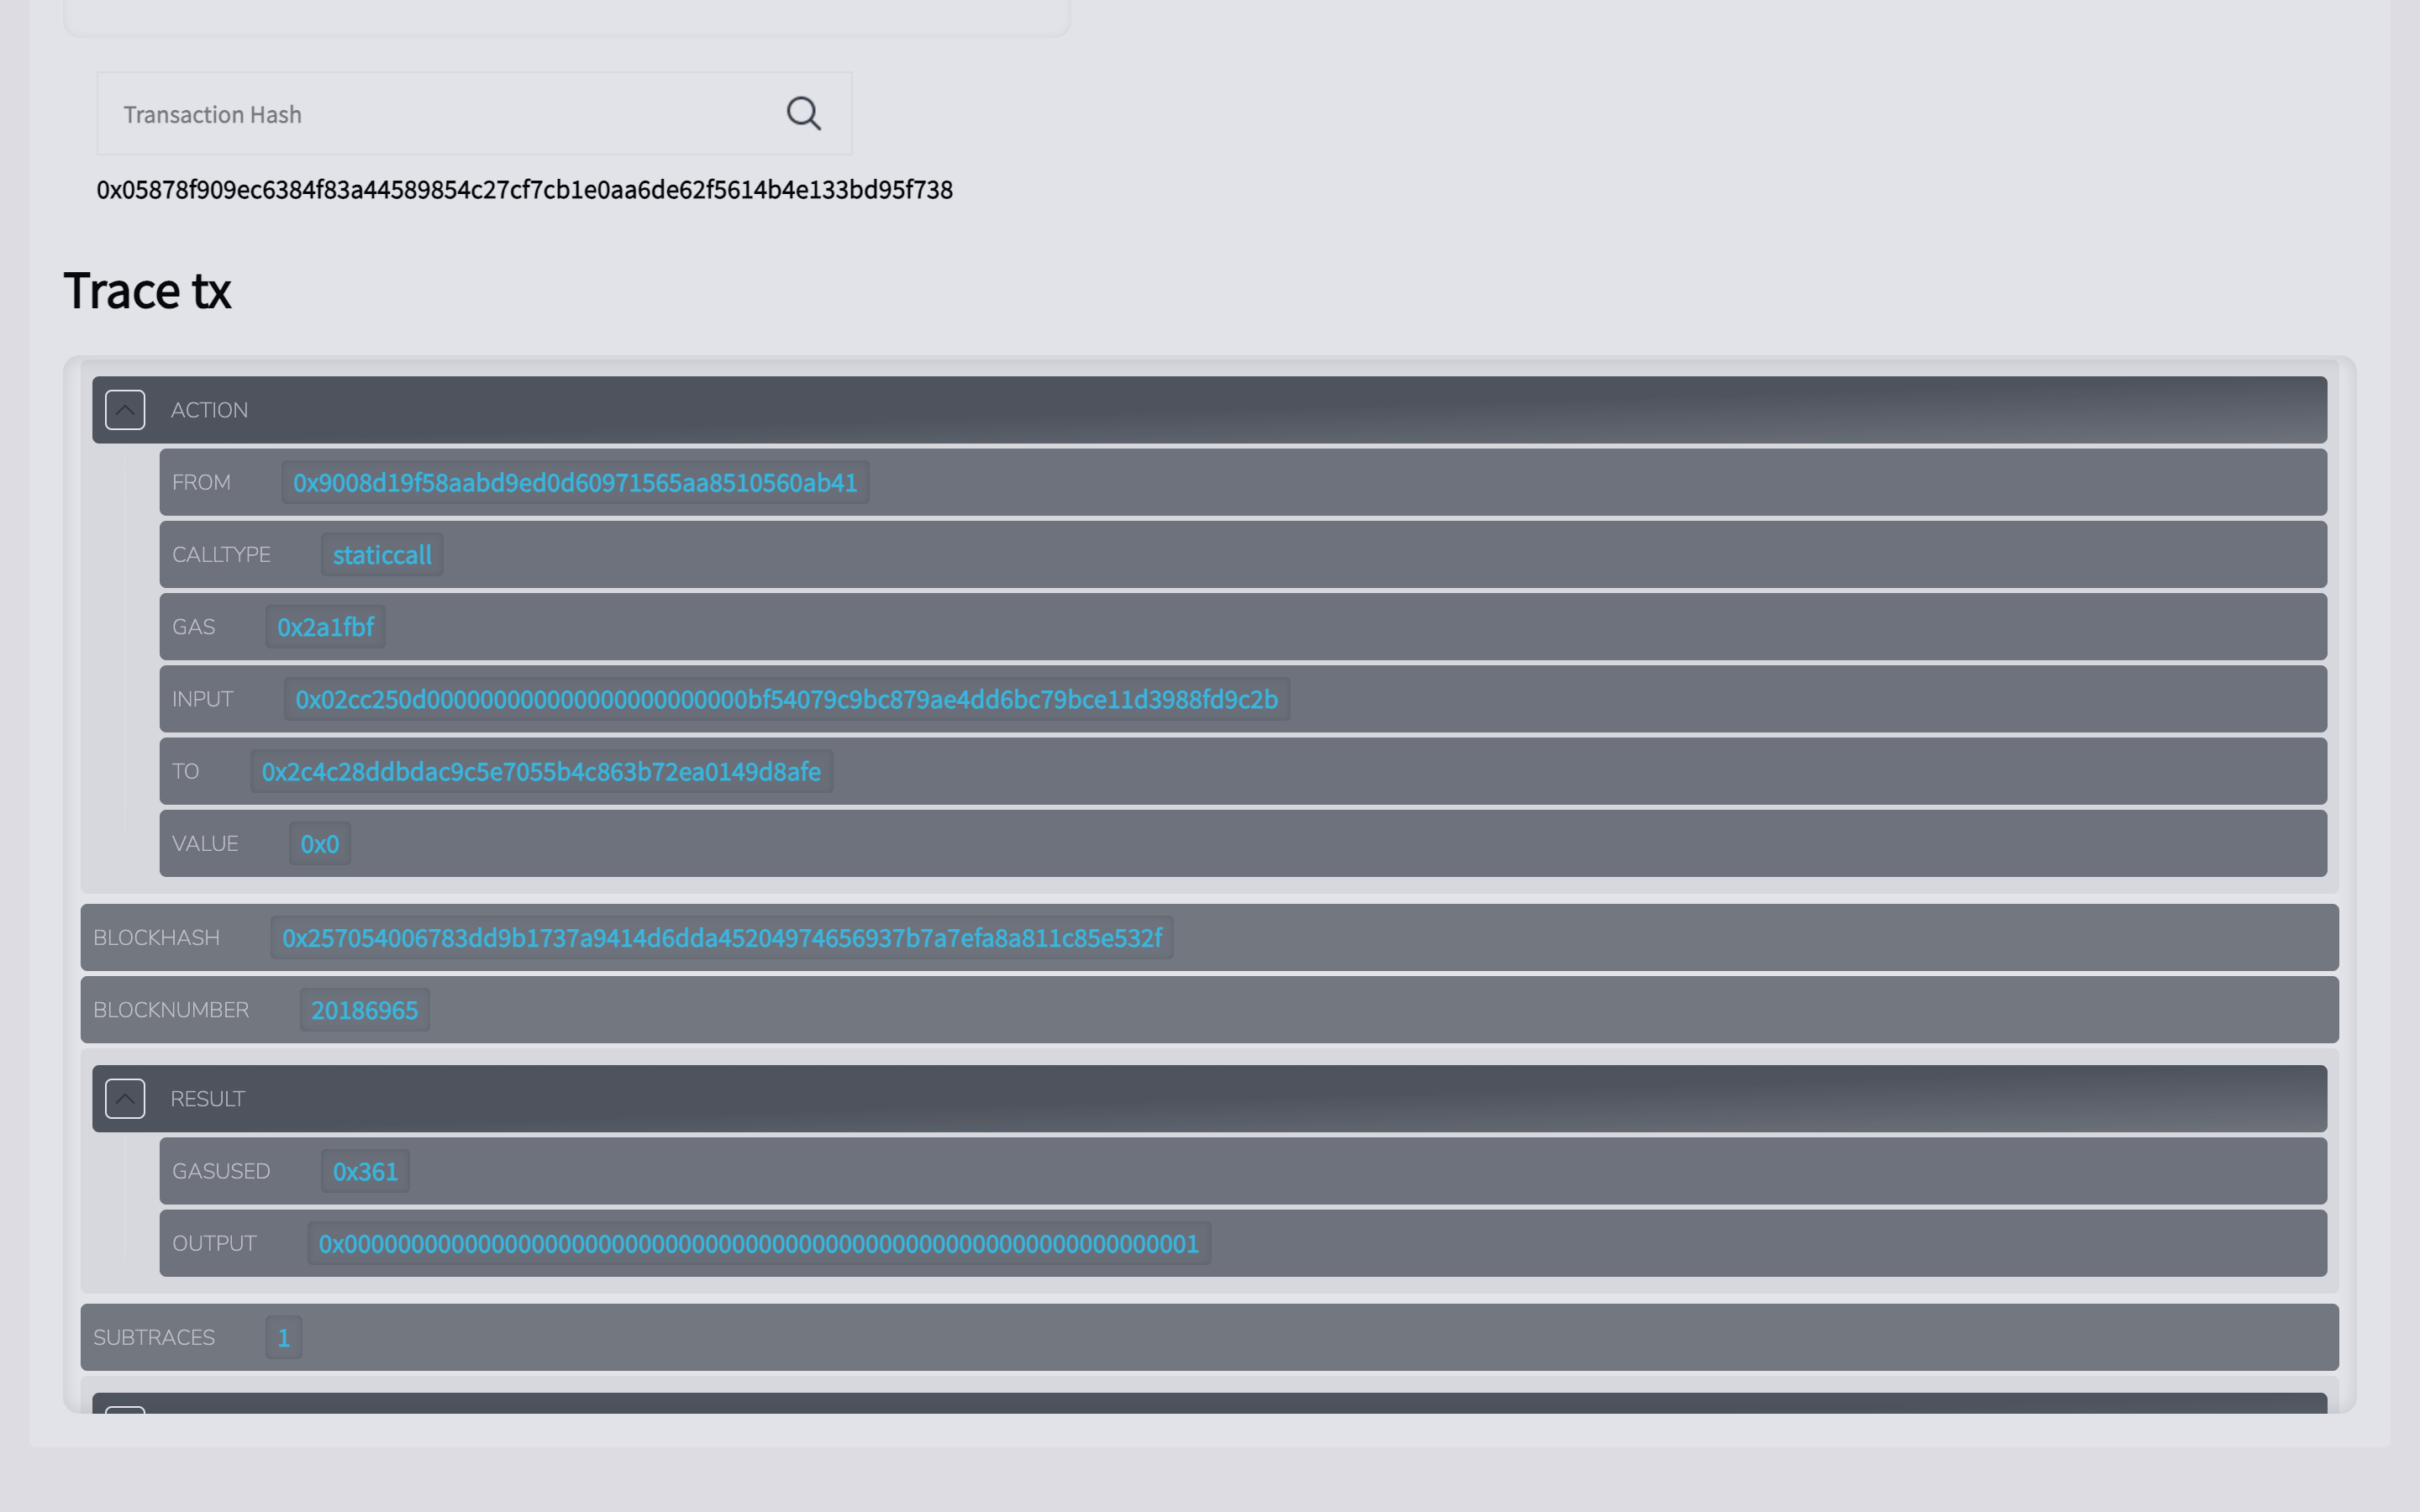 Transaction Hash
0x05878f909ec6384f83a44589854c27cf7cb1e0aa6de62f5614b4e133bd95f738
Trace tx
ACTION
FROM 0x9008d19f58aabd9ed0d60971565aa8510560ab41
CALLTYPE staticcall
GAS 0x2a1fbf
INPUT 0x02cc250d000000000000000000000000bf54079c9bc879ae4dd6bc79bce11d3988fd9c2b
TO 0x2c4c28ddbdac9c5e7055b4c863b72ea0149d8afe
VALUE 0x0
BLOCKHASH 0x257054006783dd9b1737a9414d6dda45204974656937b7a7efa8a811c85e532f
BLOCKNUMBER 20186965
RESULT
GASUSED 0x361
OUTPUT 0x0000000000000000000000000000000000000000000000000000000000000001
SUBTRACES 1